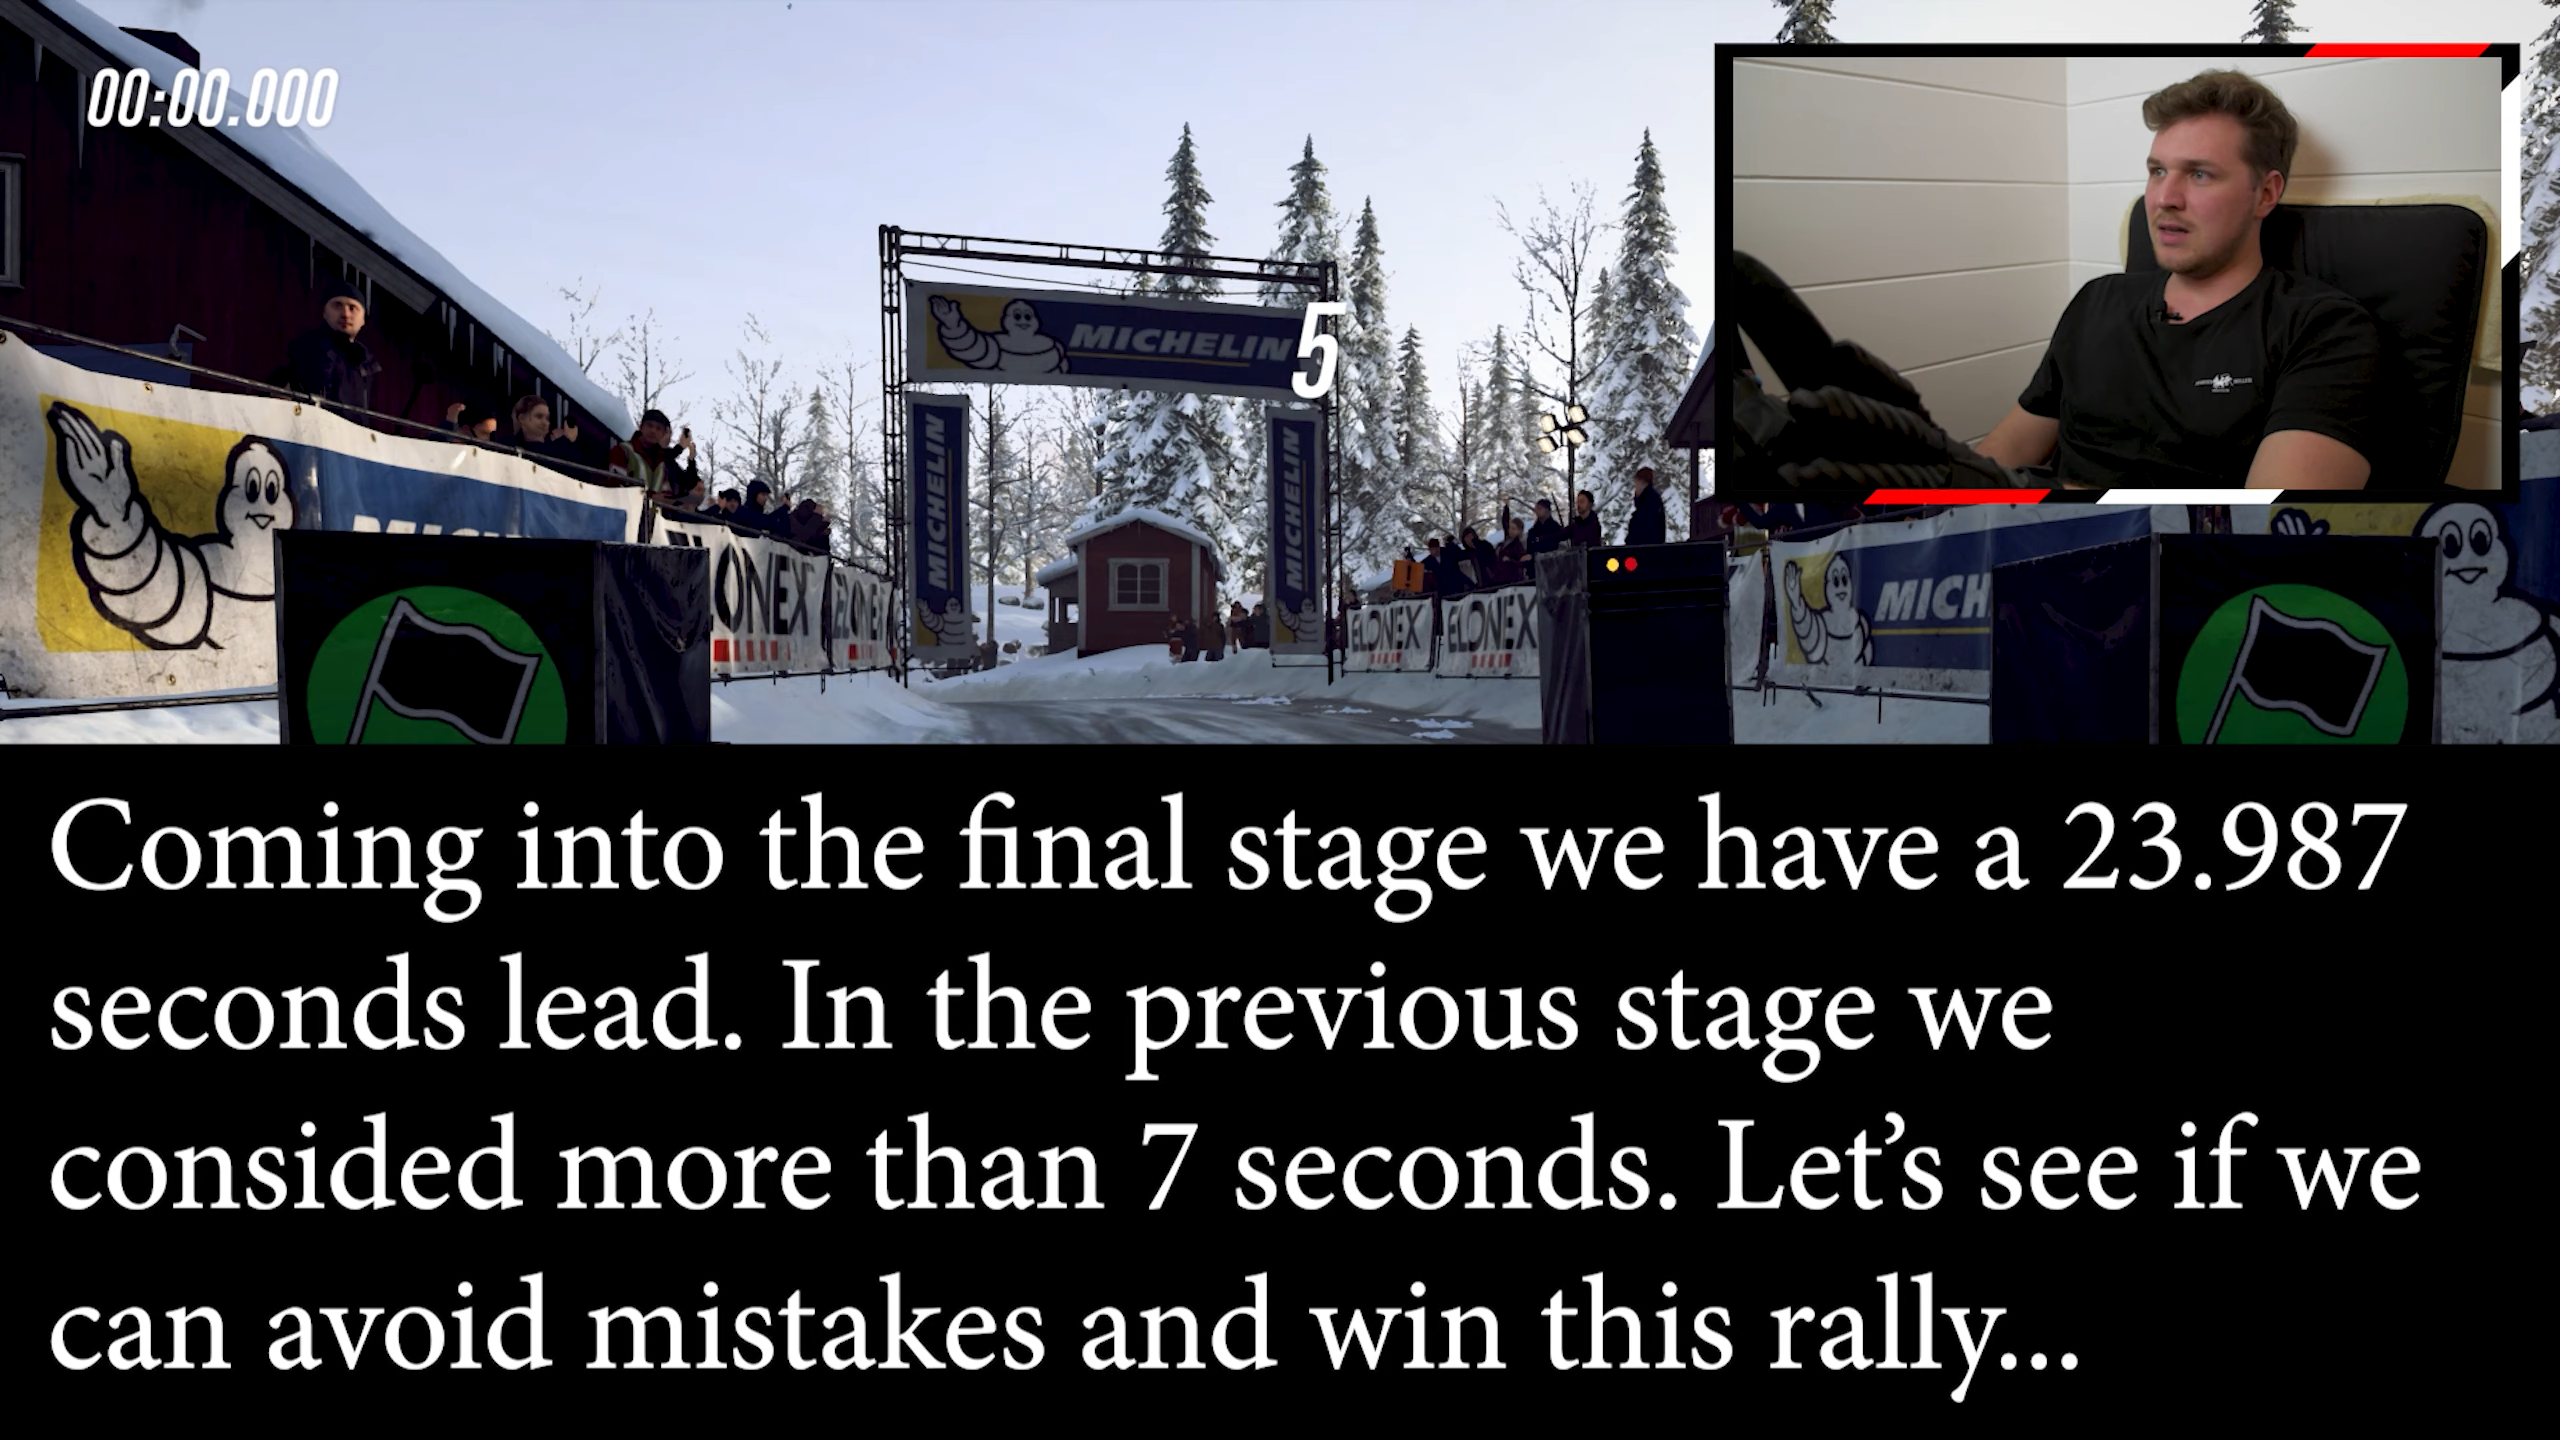 00:00.000
MICHELIN
5
MICHELIN
MICHELIN
ELONEX
ELONEX
ELONEX
MICH
Coming into the final stage we have a 23.987
seconds lead. In the previous stage we
consided more than 7 seconds. Let's see if we
can avoid mistakes and win this rally...